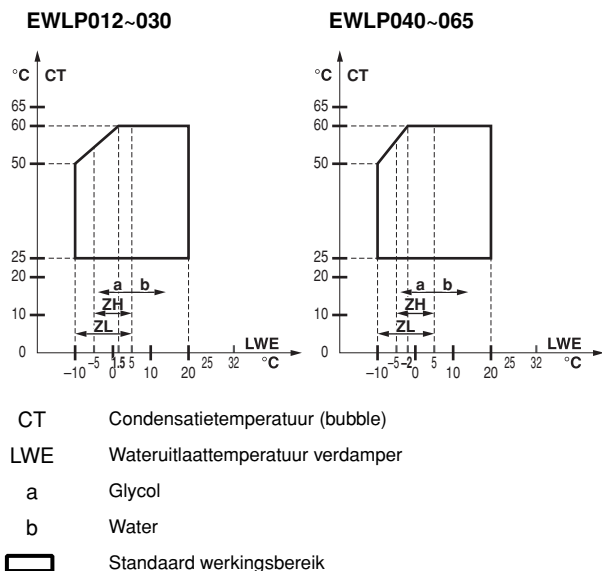 EWLP012~030
EWLP040~065
°C CT
°C CT
65
65
60
60
50
50
25
25
20
20
a b
a b
10
ZH
10
ZH
ZL
ZL
0
LWE
0
LWE
–10 –5 0 1.5 5 10 20 25 32 °C
–10 –5 –2 0 5 10 20 25 32 °C
CT Condensatietemperatuur (bubble)
LWE Wateruitlaattemperatuur verdamper
a Glycol
b Water
Standaard werkingsbereik